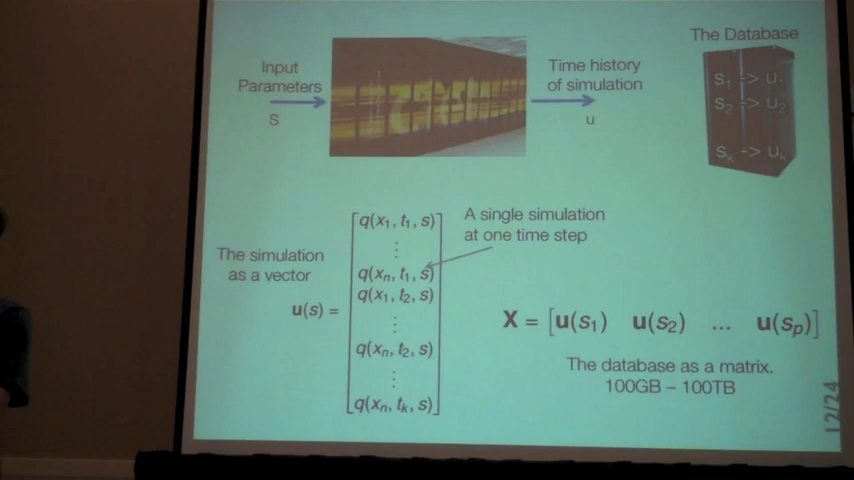 The Database
Input
Parameters
S
Time history
of simulation
u
s₁ -> u₁
s₂ -> u₂
sₖ -> uₖ
The simulation
as a vector
u(s) =
q(x₁, t₁, s)
⋮
q(xₙ, t₁, s)
q(x₁, t₂, s)
⋮
q(xₙ, t₂, s)
⋮
q(xₙ, tₖ, s)
A single simulation
at one time step
X = [u(s₁) u(s₂) ... u(sₚ)]
The database as a matrix.
100GB – 100TB
12/24